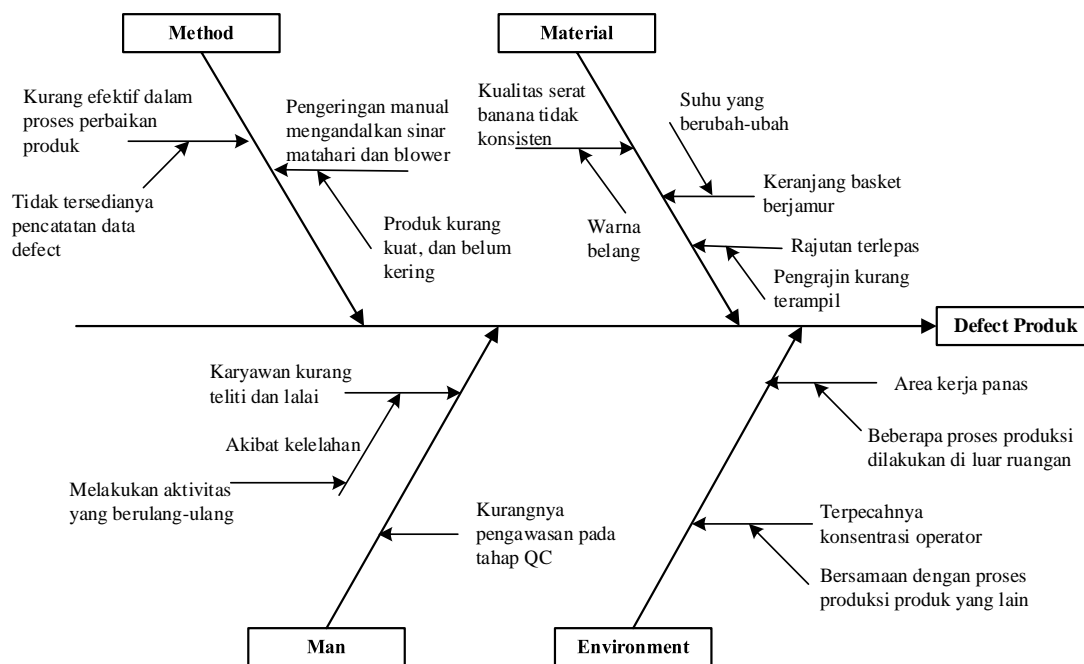 Method
Material
Kurang efektif dalam
proses perbaikan
produk
Tidak tersedianya
pencatatan data
defect
Pengeringan manual
mengandalkan sinar
matahari dan blower
Produk kurang
kuat, dan belum
kering
Kualitas serat
banana tidak
konsisten
Warna
belang
Suhu yang
berubah-ubah
Keranjang basket
berjamur
Rajutan terlepas
Pengrajin kurang
terampil
Defect Produk
Karyawan kurang
teliti dan lalai
Akibat kelelahan
Melakukan aktivitas
yang berulang-ulang
Kurangnya
pengawasan pada
tahap QC
Area kerja panas
Beberapa proses produksi
dilakukan di luar ruangan
Terpecahnya
konsentrasi operator
Bersamaan dengan proses
produksi produk yang lain
Man
Environment